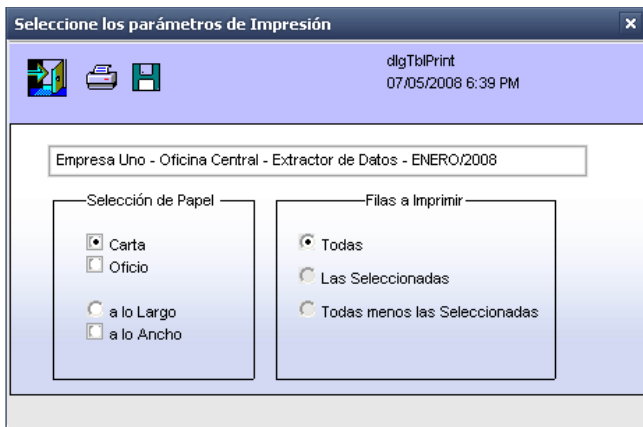 Seleccione los parámetros de Impresión
dlgTblPrint
07/05/2008 6:39 PM
Empresa Uno - Oficina Central - Extractor de Datos - ENERO/2008
Selección de Papel
Carta
Oficio
a lo Largo
a lo Ancho
Filas a Imprimir
Todas
Las Seleccionadas
Todas menos las Seleccionadas